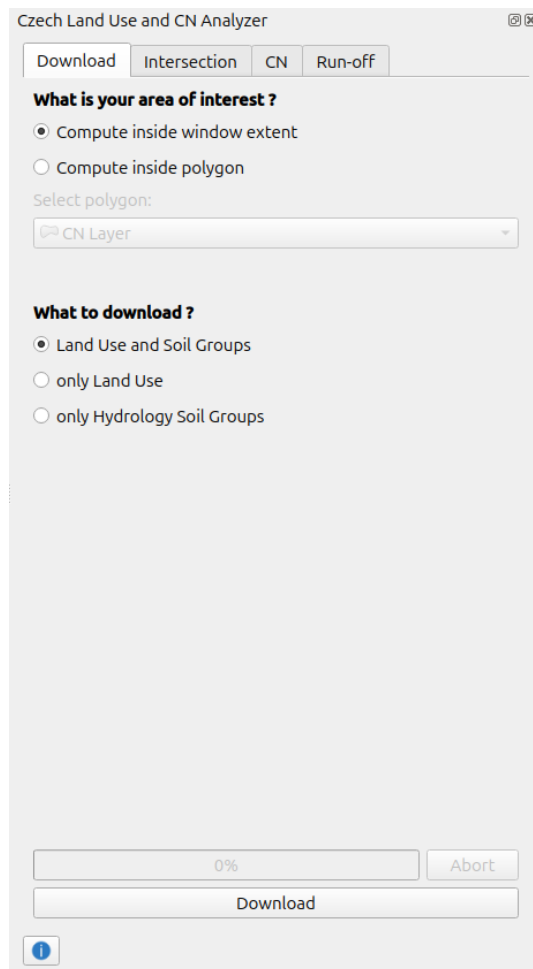 Czech Land Use and CN Analyzer
Download Intersection CN Run-off
What is your area of interest ?
Compute inside window extent
Compute inside polygon
Select polygon:
CN Layer
What to download ?
Land Use and Soil Groups
only Land Use
only Hydrology Soil Groups
0% Abort
Download